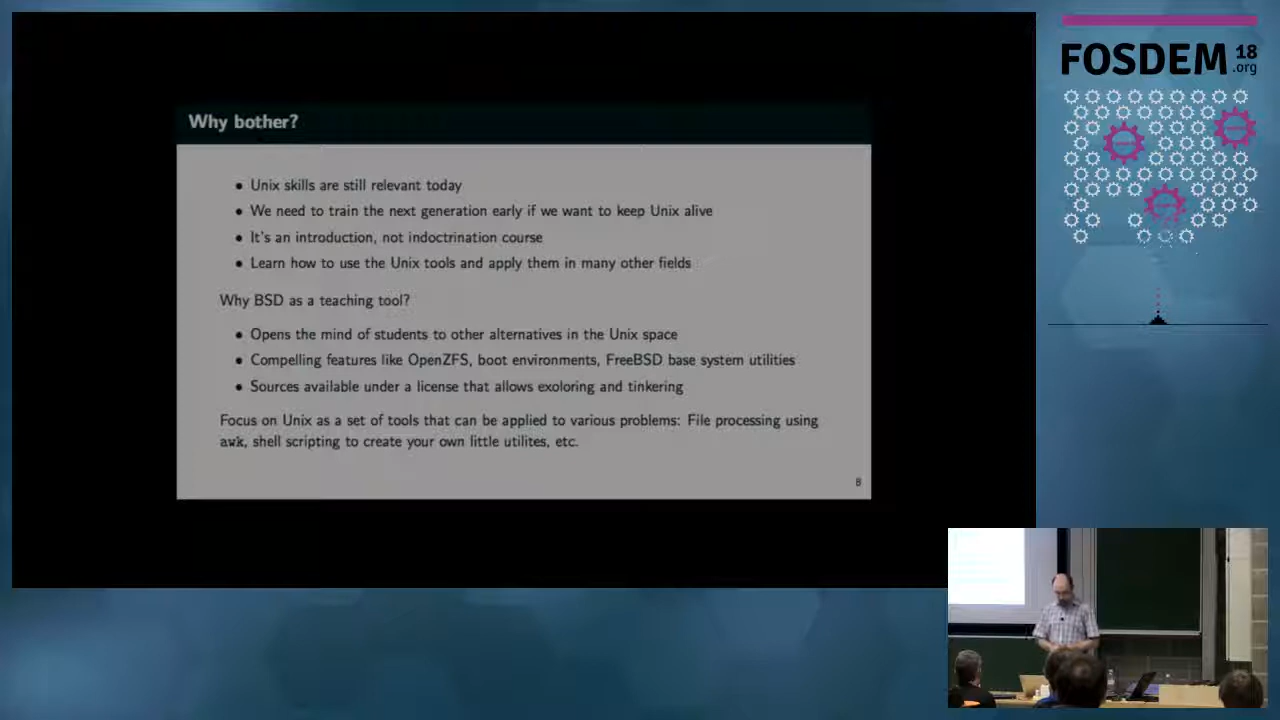 FOSDEM 18
.org
Why bother?
• Unix skills are still relevant today
• We need to train the next generation early if we want to keep Unix alive
• It's an introduction, not indoctrination course
• Learn how to use the Unix tools and apply them in many other fields
Why BSD as a teaching tool?
• Opens the mind of students to other alternatives in the Unix space
• Compelling features like OpenZFS, boot environments, FreeBSD base system utilities
• Sources available under a license that allows exoloring and tinkering
Focus on Unix as a set of tools that can be applied to various problems: File processing using
awk, shell scripting to create your own little utilites, etc.
8